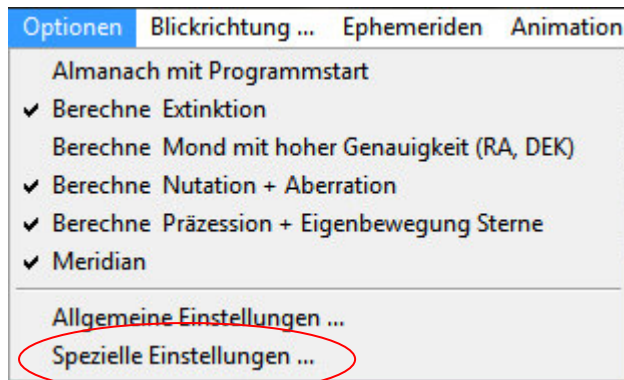 Optionen Blickrichtung ... Ephemeriden Animation
Almanach mit Programmstart
Berechne Extinktion
Berechne Mond mit hoher Genauigkeit (RA, DEK)
Berechne Nutation + Aberration
Berechne Präzession + Eigenbewegung Sterne
Meridian
Allgemeine Einstellungen ...
Spezielle Einstellungen ...